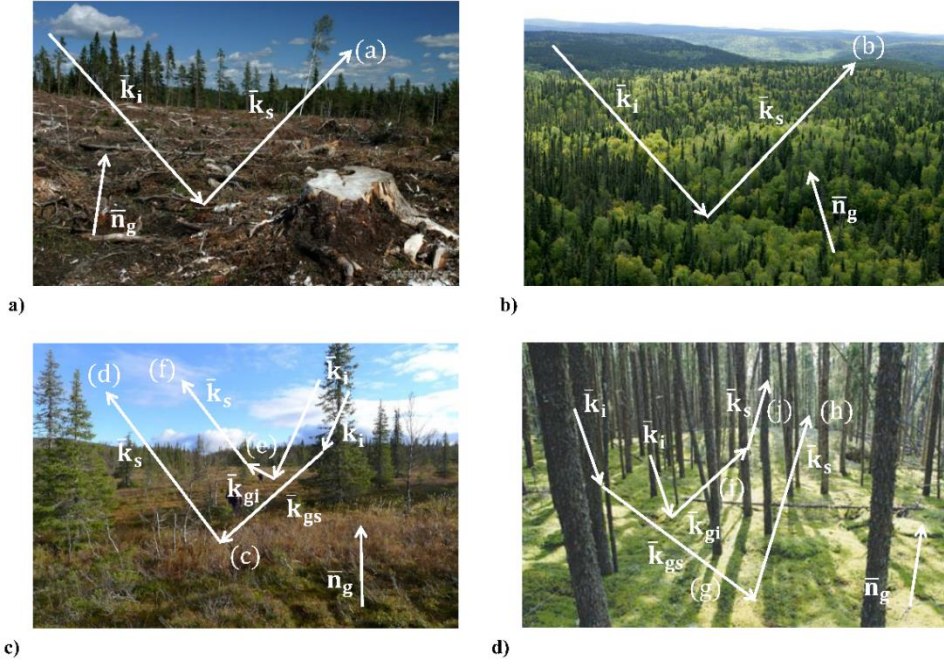 (a)
k̄ᵢ
k̄ₛ
n̄g
a)
(b)
k̄ᵢ
k̄ₛ
n̄g
b)
(d)
(f)
k̄ₛ
k̄ᵢ
k̄ᵢ
(e)
k̄ₛ
k̄gi
k̄gs
(c)
n̄g
c)
k̄ᵢ
k̄ₛ
(j)
(h)
k̄ᵢ
k̄ₛ
k̄gi
k̄gs
(g)
n̄g
d)